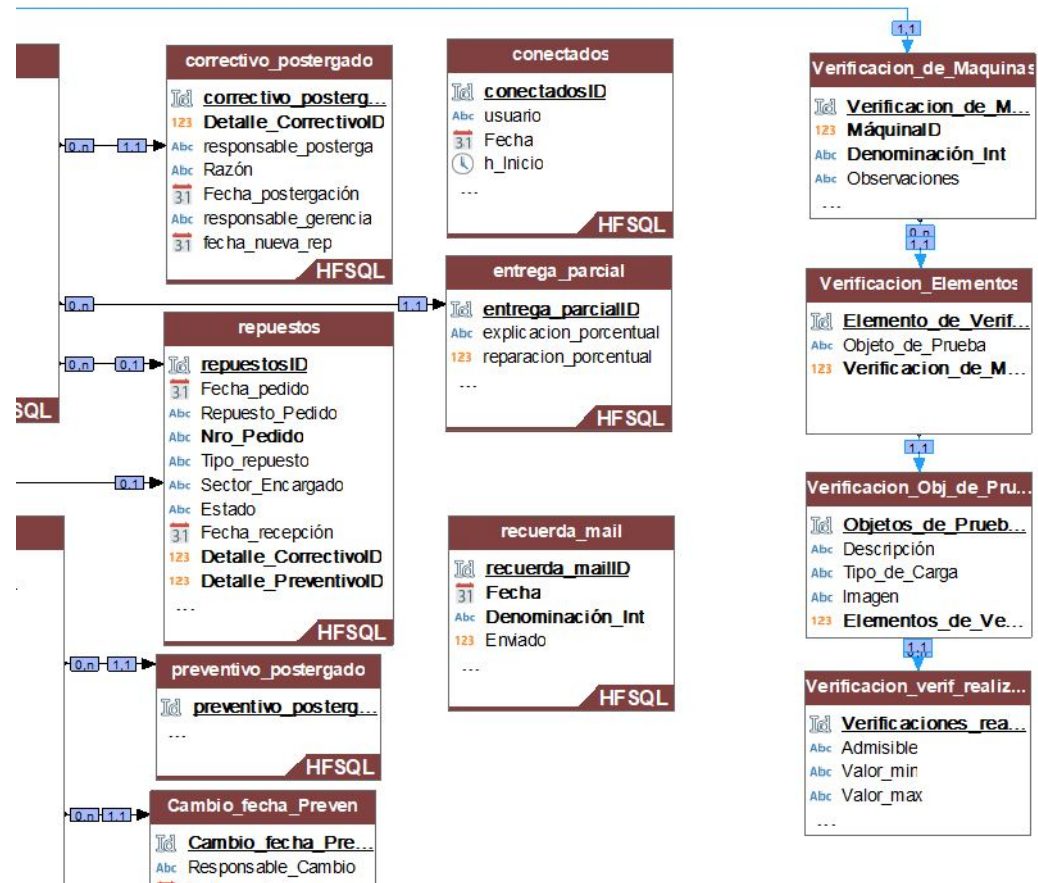 correctivo_postergado
correctivo_posterg...
Detalle_CorrectivoID
responsable_posterga
Razón
Fecha_postergación
responsable_gerencia
fecha_nueva_rep
HFSQL
0,n
1,1
conectados
conectadosID
usuario
Fecha
h_Inicio
...
HFSQL
0,n
1,1
entrega_parcial
entrega_parcialID
explicacion_porcentual
reparacion_porcentual
...
HFSQL
SQL
0,n
0,1
0,1
repuestos
repuestosID
Fecha_pedido
Repuesto_Pedido
Nro_Pedido
Tipo_repuesto
Sector_Encargado
Estado
Fecha_recepción
Detalle_CorrectivoID
Detalle_PreventivoID
...
HFSQL
recuerda_mail
recuerda_mailID
Fecha
Denominación_Int
Enviado
...
HFSQL
0,n
1,1
preventivo_postergado
preventivo_posterg...
...
HFSQL
0,n
1,1
Cambio_fecha_Preven
Cambio_fecha_Pre...
Responsable_Cambio
1,1
Verificacion_de_Maquinas
Verificacion_de_M...
MáquinaID
Denominación_Int
Observaciones
...
0,n
1,1
Verificacion_Elementos
Elemento_de_Verif...
Objeto_de_Prueba
Verificacion_de_M...
1,1
Verificacion_Obj_de_Pru...
Objetos_de_Prueb...
Descripción
Tipo_de_Carga
Imagen
Elementos_de_Ve...
1,1
Verificacion_verif_realiz...
Verificaciones_rea...
Admisible
Valor_min
Valor_max
...